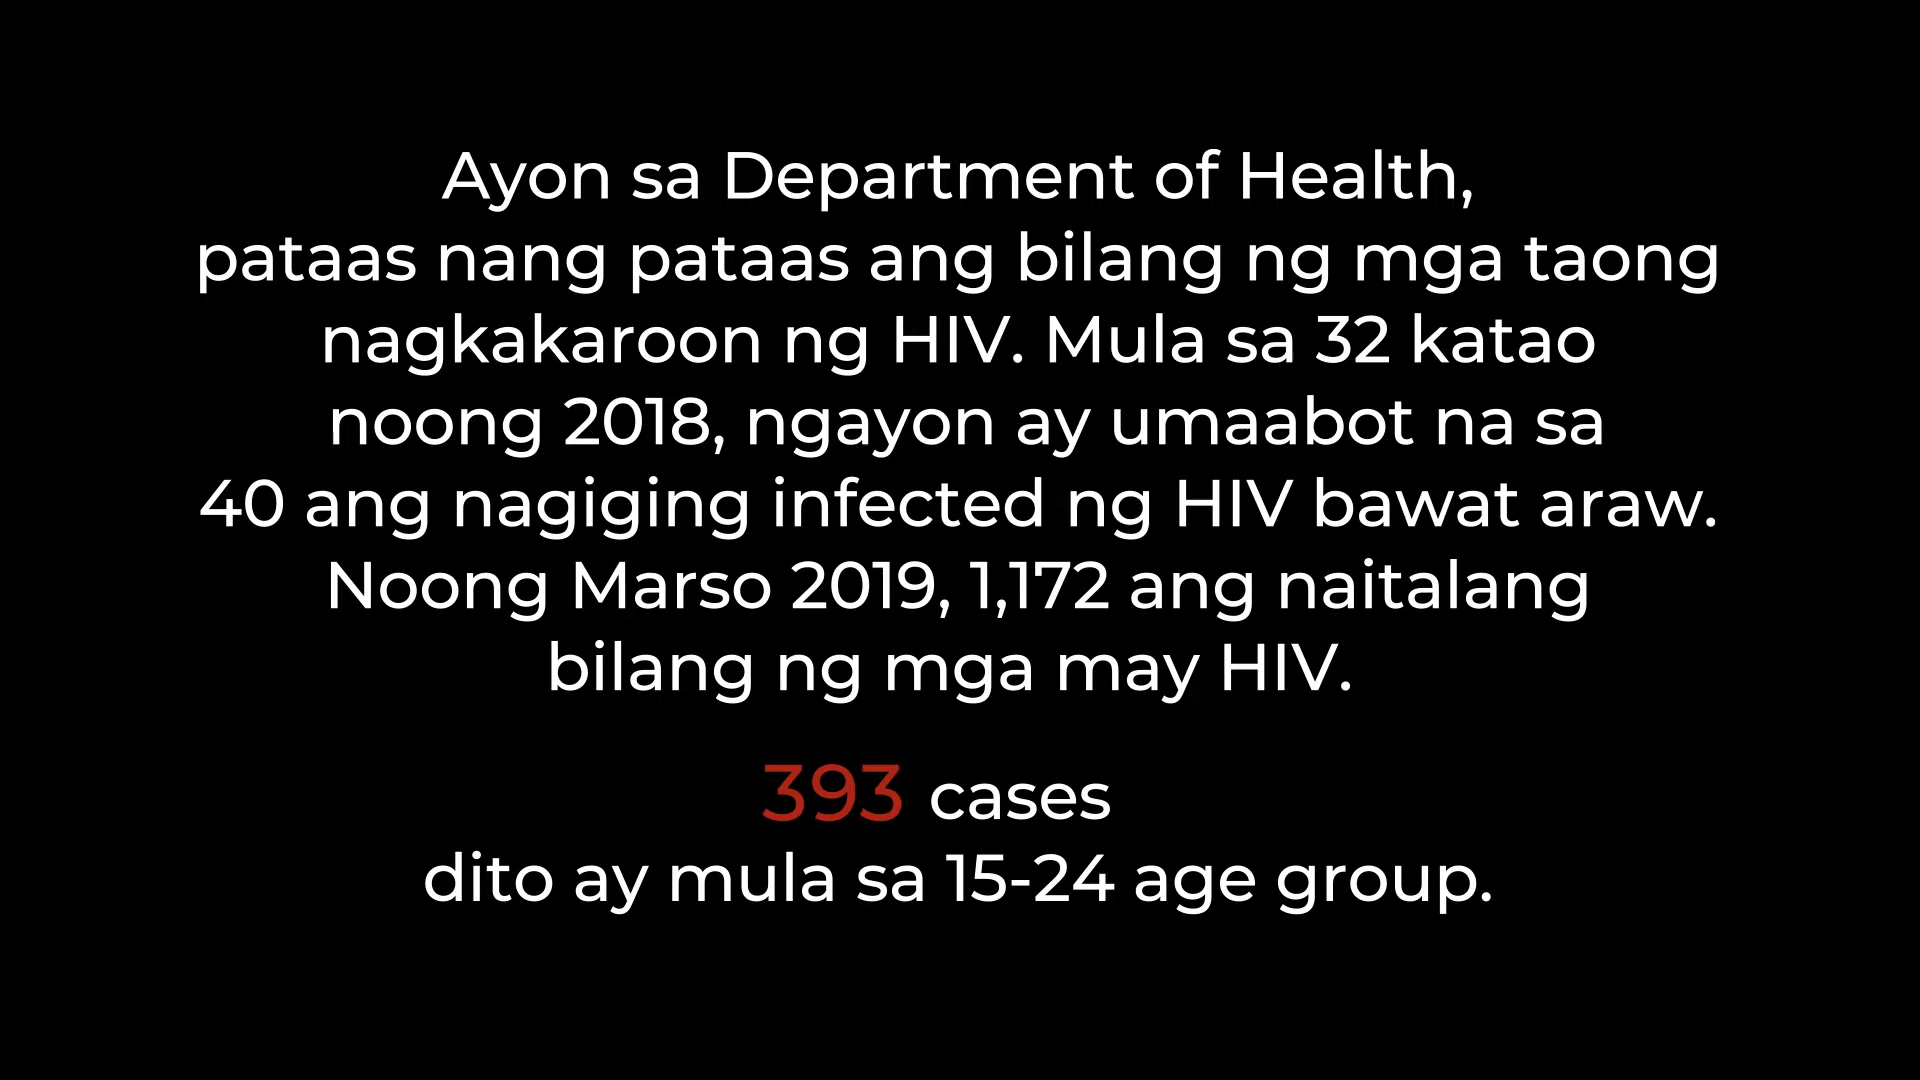 Ayon sa Department of Health,
pataas nang pataas ang bilang ng mga taong
nagkakaroon ng HIV. Mula sa 32 katao
noong 2018, ngayon ay umaabot na sa
40 ang nagiging infected ng HIV bawat araw.
Noong Marso 2019, 1,172 ang naitalang
bilang ng mga may HIV.
393 cases
dito ay mula sa 15-24 age group.